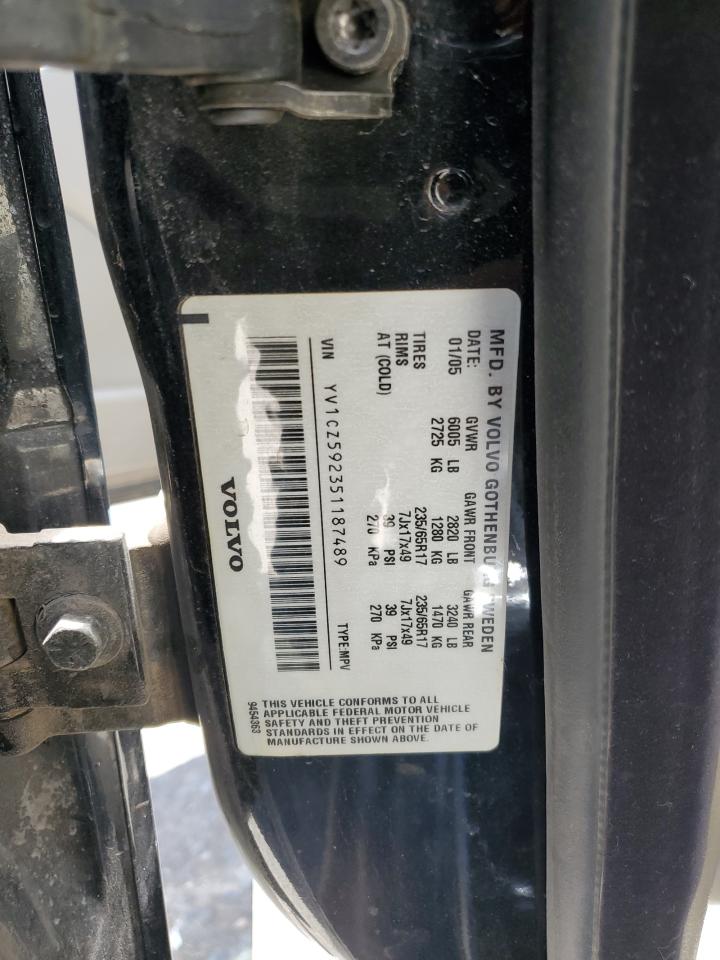 MFD. BY VOLVO GOTHENBURG SWEDEN
DATE: GVWR GAWR FRONT GAWR REAR
01/05 6005 LB 2820 LB 3240 LB
2725 KG 1280 KG 1470 KG
TIRES 235/65R17 235/65R17
RIMS 7Jx17x49 7Jx17x49
AT (COLD) 39 PSI 39 PSI
270 KPa 270 KPa
VIN YV1CZ592351187489 TYPE:MPV
VOLVO
THIS VEHICLE CONFORMS TO ALL
APPLICABLE FEDERAL MOTOR VEHICLE
SAFETY AND THEFT PREVENTION
STANDARDS IN EFFECT ON THE DATE OF
MANUFACTURE SHOWN ABOVE.
9454363